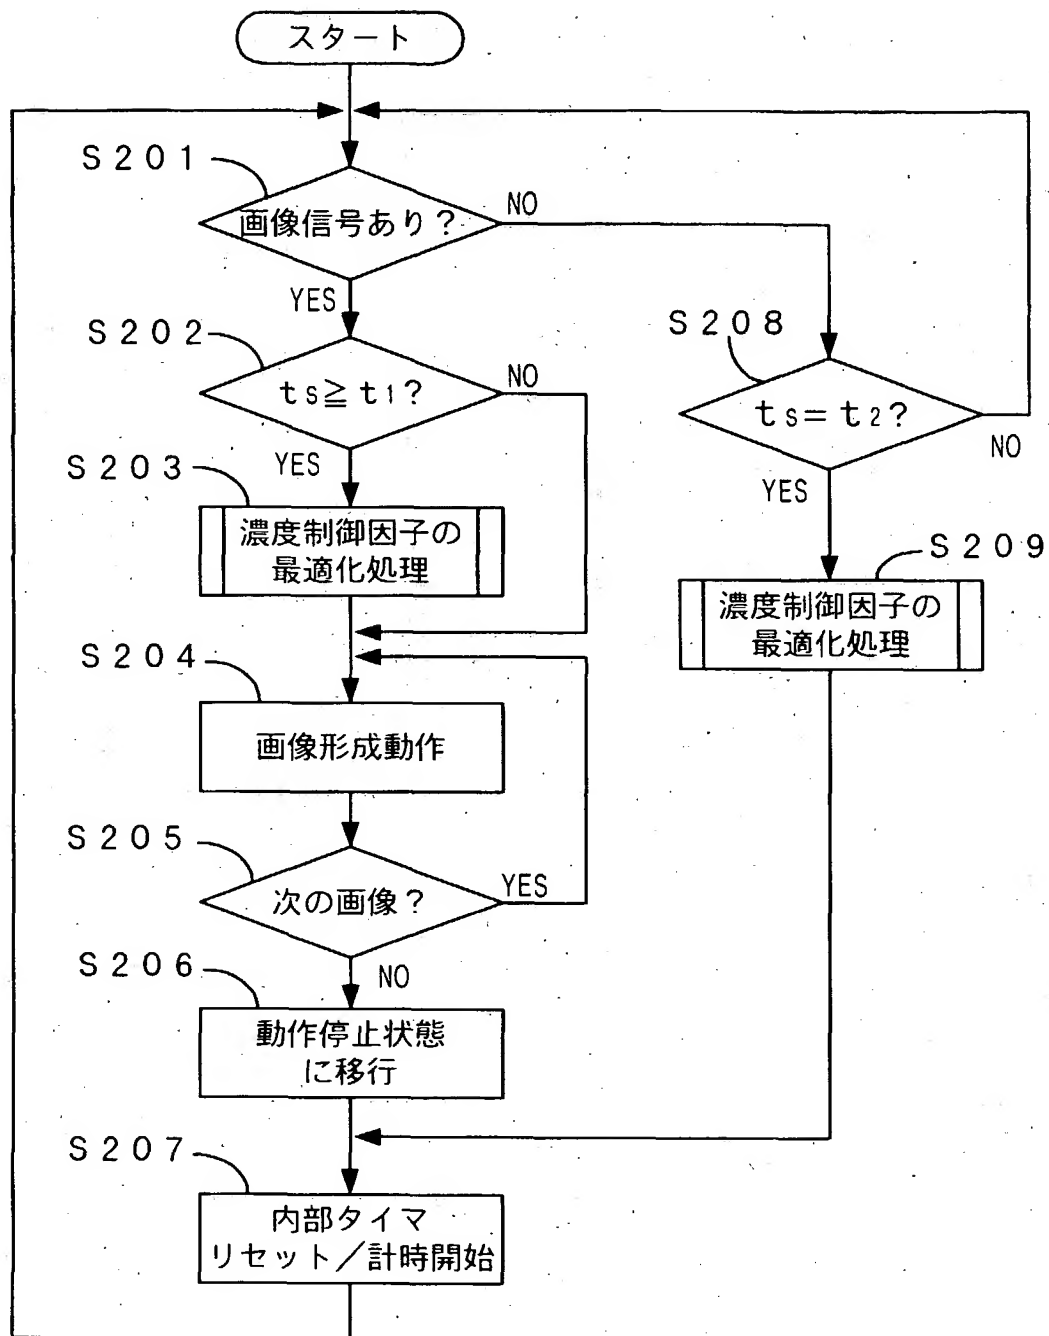 スタート
S201
画像信号あり?
NO
YES
S202
ts≧t1?
NO
YES
S203
濃度制御因子の
最適化処理
S204
画像形成動作
S205
次の画像?
YES
NO
S206
動作停止状態
に移行
S207
内部タイマ
リセット/計時開始
S208
ts=t2?
NO
YES
S209
濃度制御因子の
最適化処理